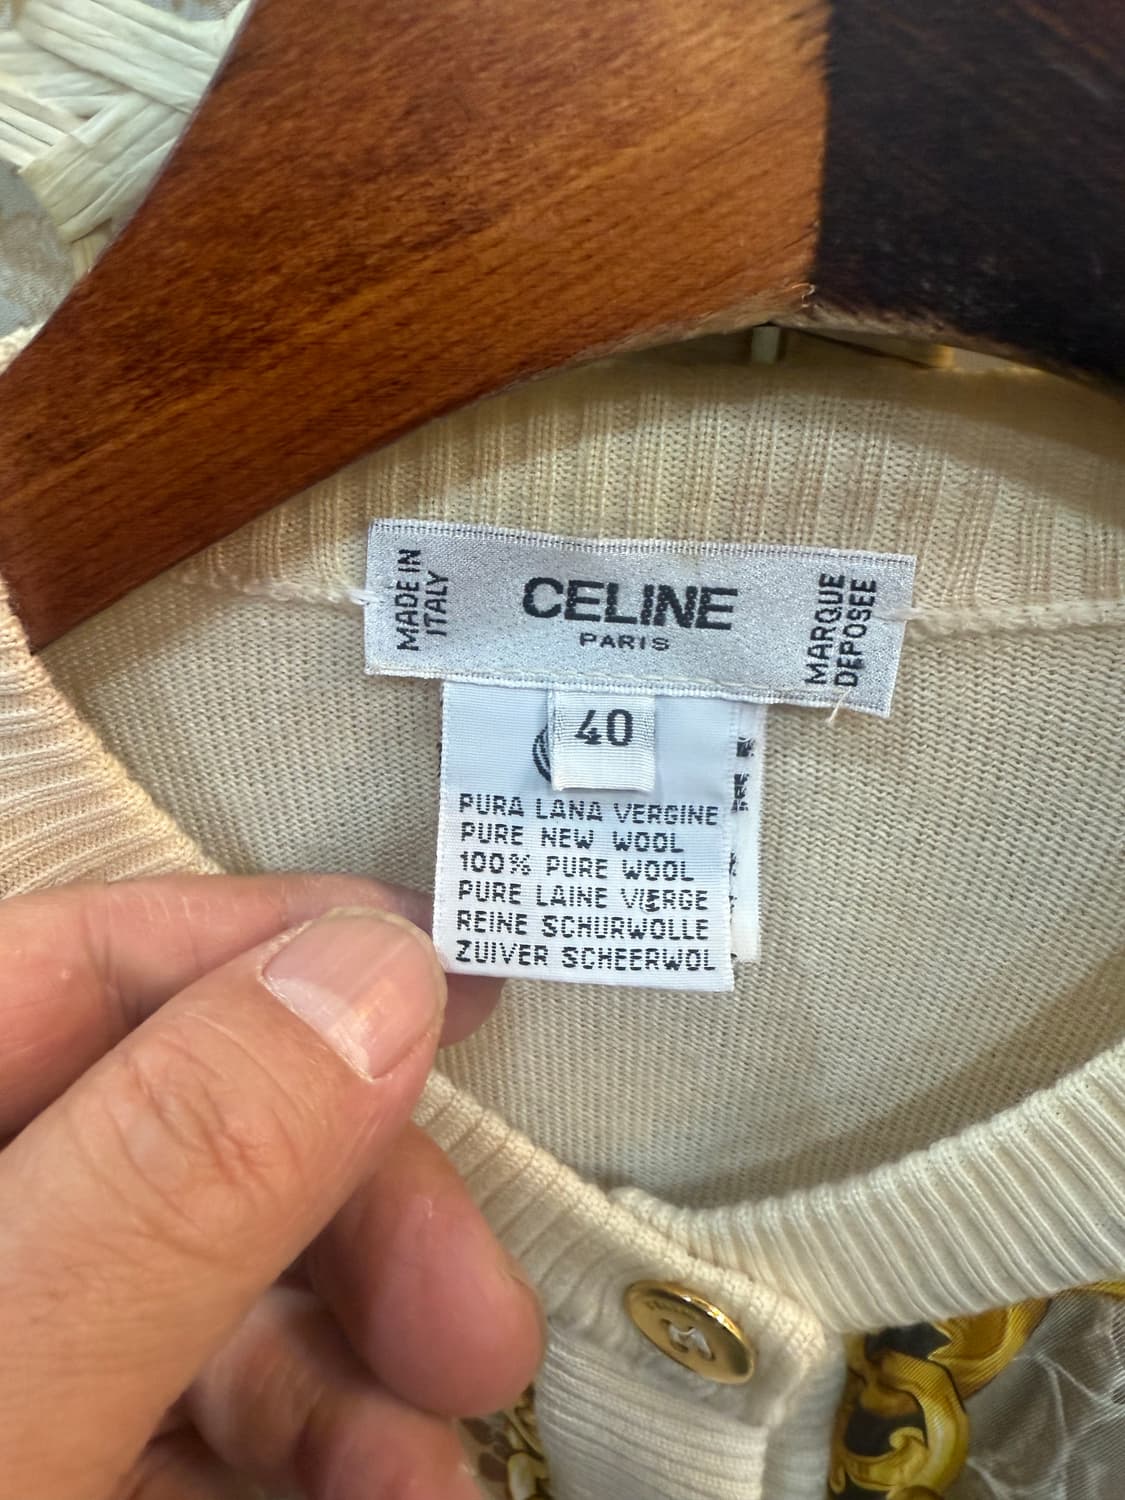 MADE IN
ITALY
CELINE
PARIS
MARQUE
DEPOSEE
40
PURA LANA VERGINE
PURE NEW WOOL
100% PURE WOOL
PURE LAINE VIERGE
REINE SCHURWOLLE
ZUIVER SCHEERWOL